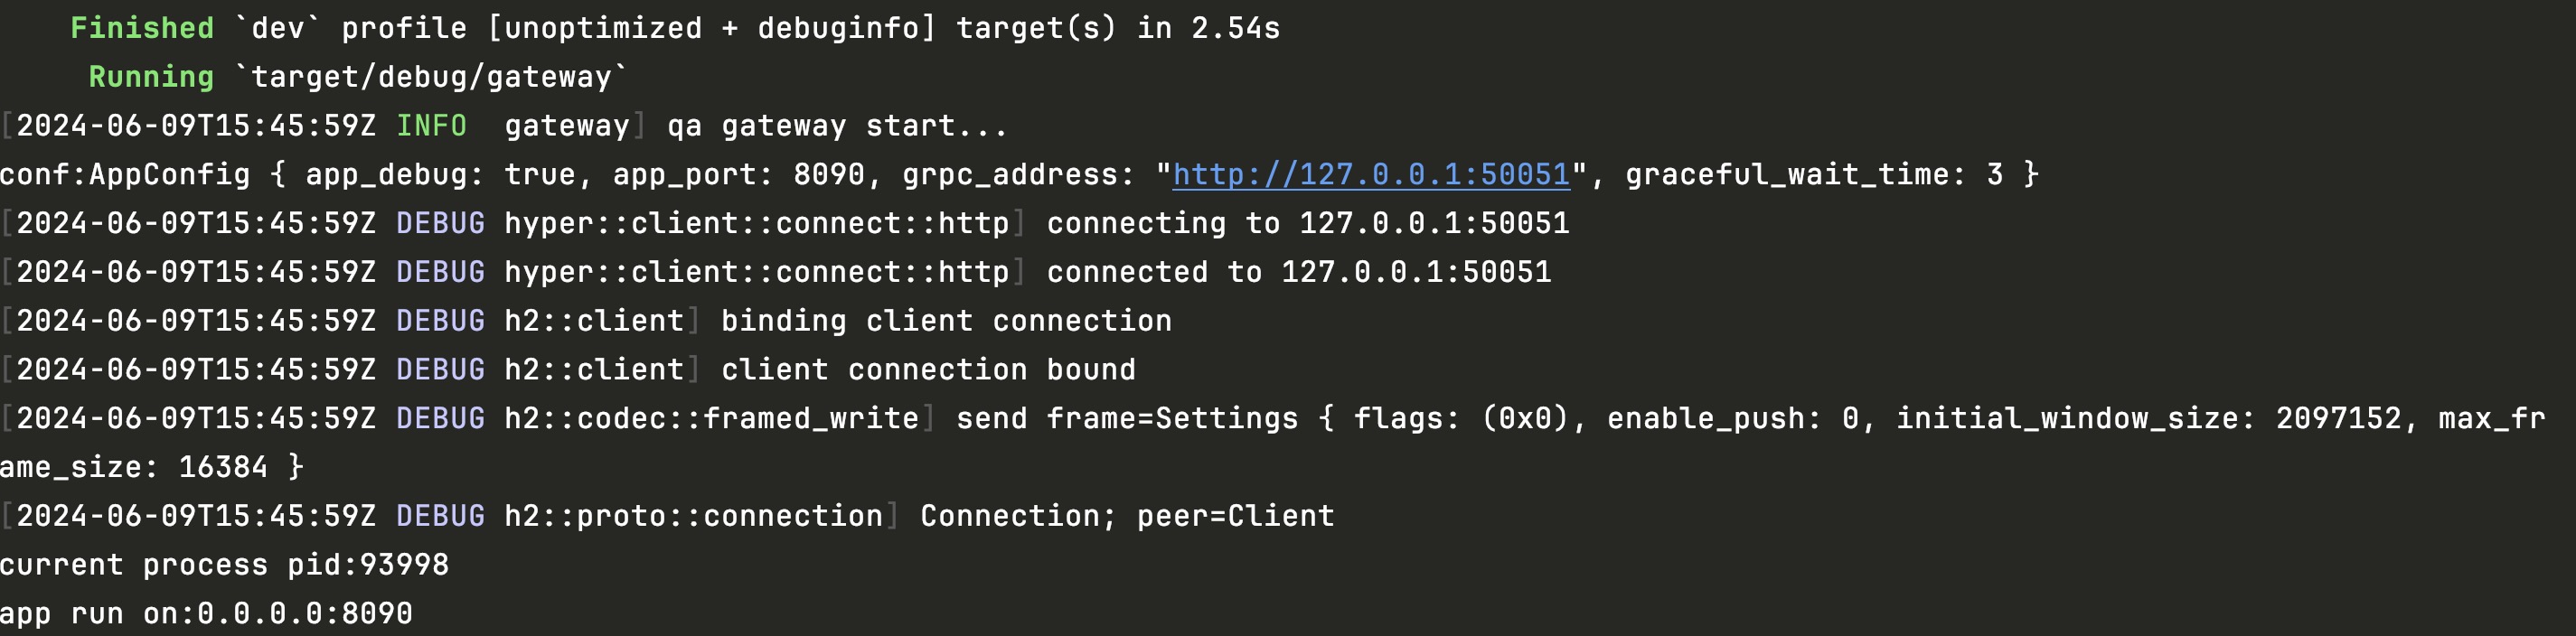 Finished `dev` profile [unoptimized + debuginfo] target(s) in 2.54s
     Running `target/debug/gateway`
[2024-06-09T15:45:59Z INFO  gateway] qa gateway start...
conf:AppConfig { app_debug: true, app_port: 8090, grpc_address: "http://127.0.0.1:50051", graceful_wait_time: 3 }
[2024-06-09T15:45:59Z DEBUG hyper::client::connect::http] connecting to 127.0.0.1:50051
[2024-06-09T15:45:59Z DEBUG hyper::client::connect::http] connected to 127.0.0.1:50051
[2024-06-09T15:45:59Z DEBUG h2::client] binding client connection
[2024-06-09T15:45:59Z DEBUG h2::client] client connection bound
[2024-06-09T15:45:59Z DEBUG h2::codec::framed_write] send frame=Settings { flags: (0x0), enable_push: 0, initial_window_size: 2097152, max_fr
ame_size: 16384 }
[2024-06-09T15:45:59Z DEBUG h2::proto::connection] Connection; peer=Client
current process pid:93998
app run on:0.0.0.0:8090